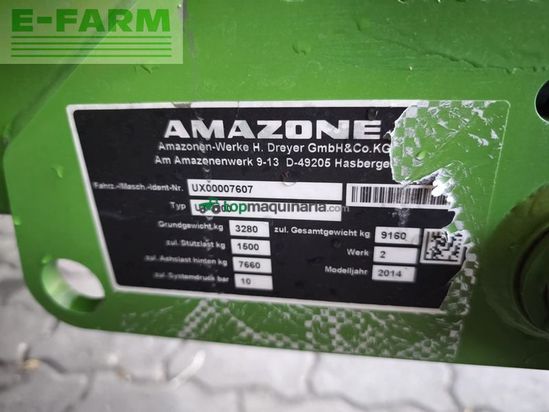 E-FARM
AMAZONE
Amazonen-Werke H. Dreyer GmbH&Co.KG
Am Amazonenwerk 9-13 D-49205 Hasberge
Fahrz.-/Masch.-Ident-Nr. UX00007607
Typ
topmaquinaria.com
Grundgewicht kg 3280 zul. Gesamtgewicht kg 9160
zul. Stützlast kg 1500 Werk 2
zul. Achslast hinten kg 7660 Modelljahr 2014
zul. Systemdruck bar 10